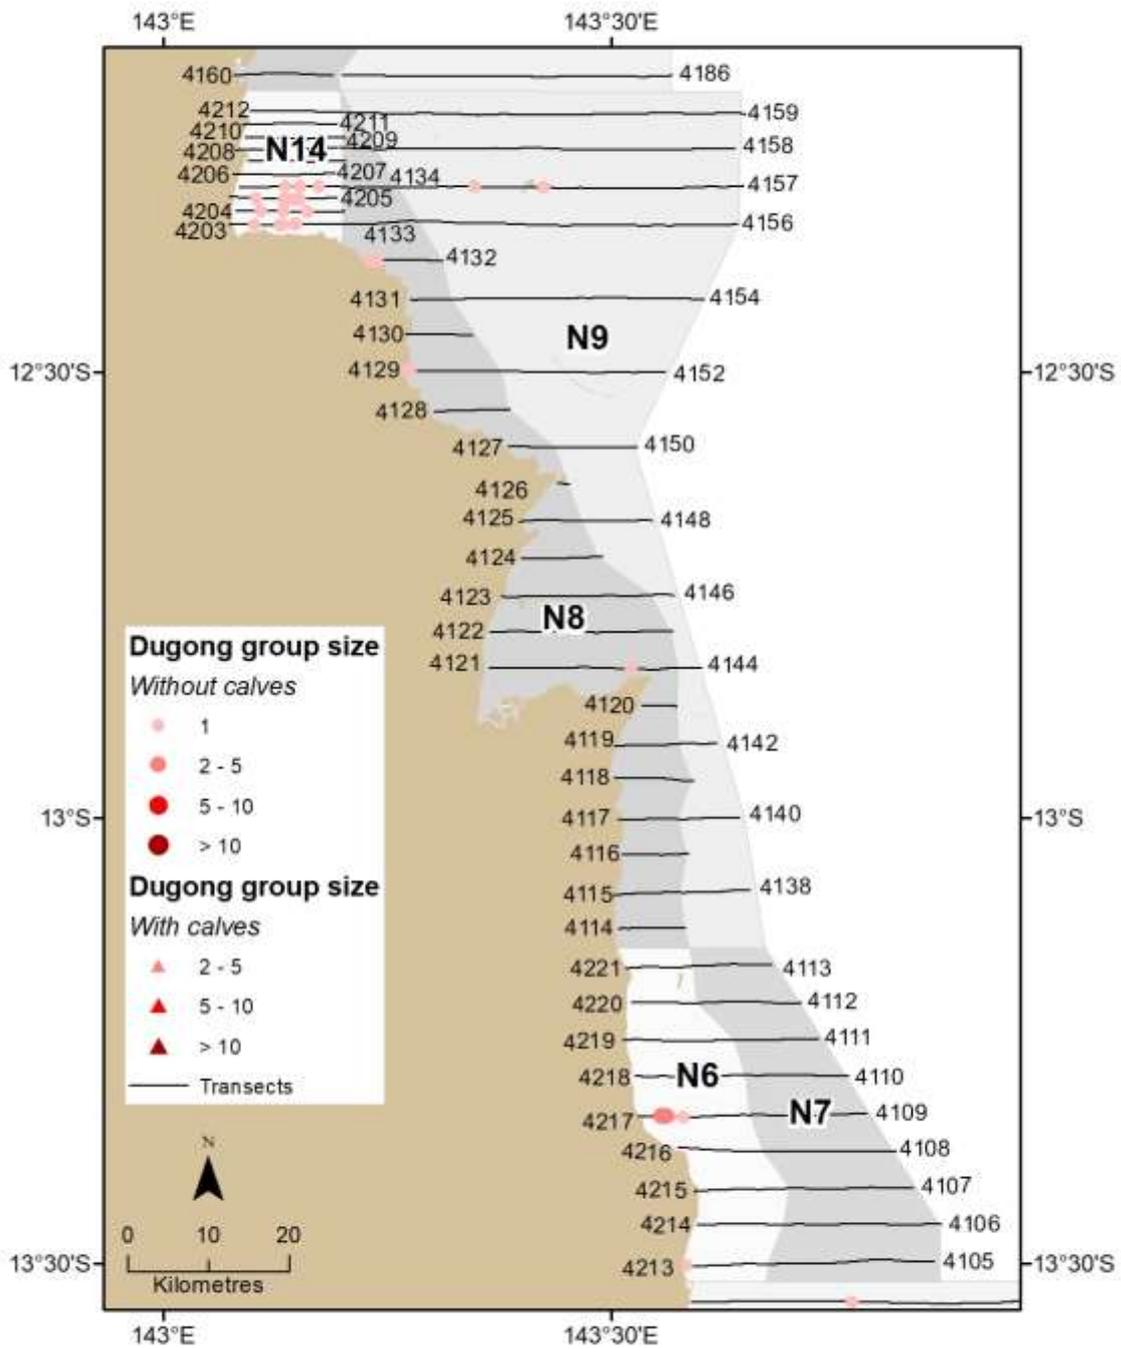 143°E 143°30'E
4160 4186
4212 4159
4211
4210 4209
4208 N14 4158
4206 4207 4134 4157
4205
4204
4203 4133 4156
4132
4131 4154
4130 N9
12°30'S 4129 4152 12°30'S
4128
4127 4150
4126
4125 4148
4124
4123 4146
N8
4122
4121 4144
4120
4119 4142
4118
13°S 4117 4140 13°S
4116
4115 4138
4114
4221 4113
4220 4112
4219 4111
4218 N6 4110
4217 N7 4109
4216 4108
4215 4107
4214 4106
13°30'S 4213 4105 13°30'S
Dugong group size
Without calves
1
2 - 5
5 - 10
> 10
Dugong group size
With calves
2 - 5
5 - 10
> 10
Transects
N
0 10 20
Kilometres
143°E 143°30'E